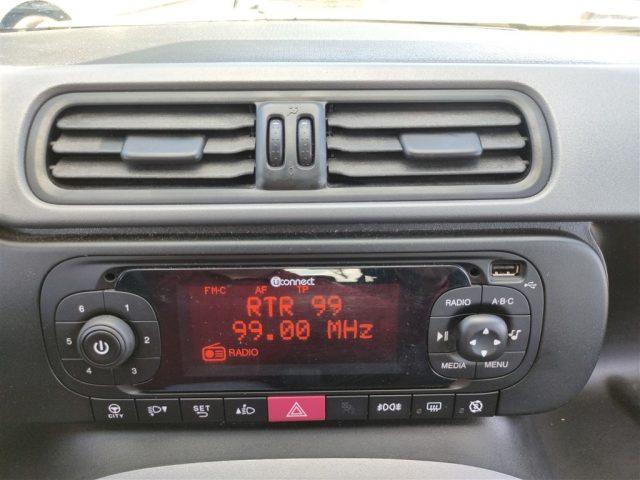 Uconnect
FM-C AF TP
RTR 99
99.00 MHz
RADIO
6 1
5 2
4 3
RADIO A·B·C
MEDIA MENU
CITY
SET